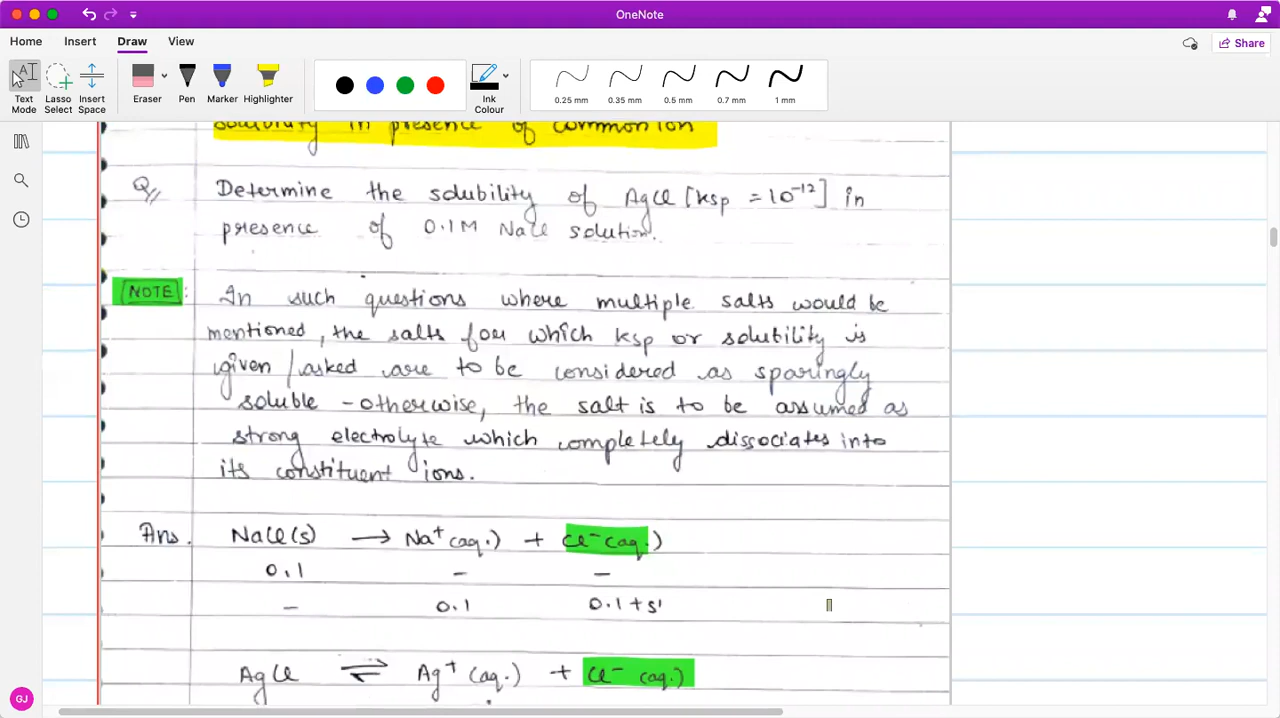 OneNote
Home Insert Draw View
Share
Text Mode
Lasso Select
Insert Space
Eraser
Pen
Marker
Highlighter
Ink Colour
0.25 mm 0.35 mm 0.5 mm 0.7 mm 1 mm
solubility in presence of common ion
Q// Determine the solubility of AgCl [ksp = 10⁻¹²] in
presence of 0.1M NaCl solution.
NOTE: In such questions where multiple salts would be
mentioned, the salts for which ksp or solubility is
given / asked are to be considered as sparingly
soluble - otherwise, the salt is to be assumed as
strong electrolyte which completely dissociates into
its constituent ions.
Ans. NaCl(s) → Na⁺(aq.) + Cl⁻(aq.)
0.1 – –
– 0.1 0.1+s'
AgCl ⇌ Ag⁺ (aq.) + Cl⁻ (aq.)
GJ